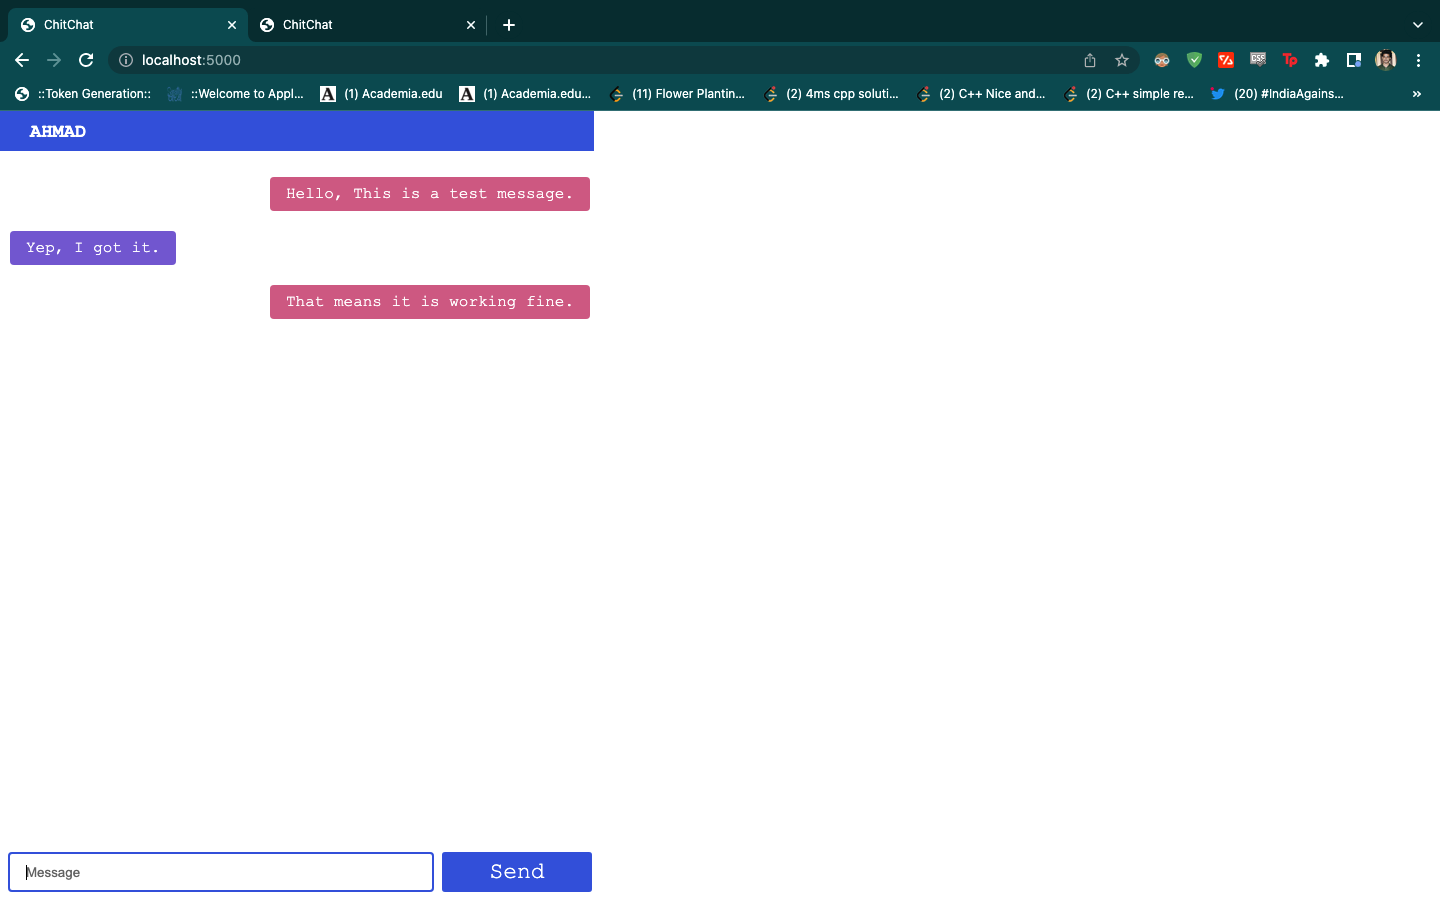 ChitChat
ChitChat
localhost:5000
::Token Generation::
::Welcome to Appl...
(1) Academia.edu
(1) Academia.edu...
(11) Flower Plantin...
(2) 4ms cpp soluti...
(2) C++ Nice and...
(2) C++ simple re...
(20) #IndiaAgains...
AHMAD
Hello, This is a test message.
Yep, I got it.
That means it is working fine.
Message
Send